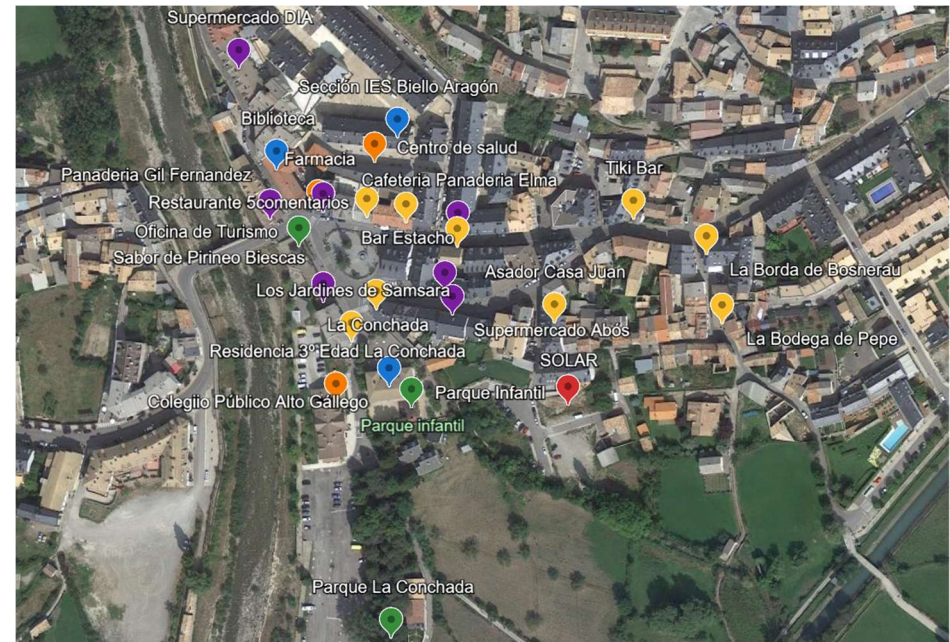 Supermercado DIA
Sección IES Biello Aragón
Biblioteca
Centro de salud
Farmacia
Panaderia Gil Fernandez
Cafeteria Panaderia Elma
Tiki Bar
Restaurante 5comentarios
Oficina de Turismo
Bar Estacho
Sabor de Pirineo Biescas
Asador Casa Juan
La Borda de Bosnerau
Los Jardines de Samsara
La Conchada
Supermercado Abós
La Bodega de Pepe
Residencia 3º Edad La Conchada
SOLAR
Colegiio Público Alto Gállego
Parque Infantil
Parque infantil
Parque La Conchada